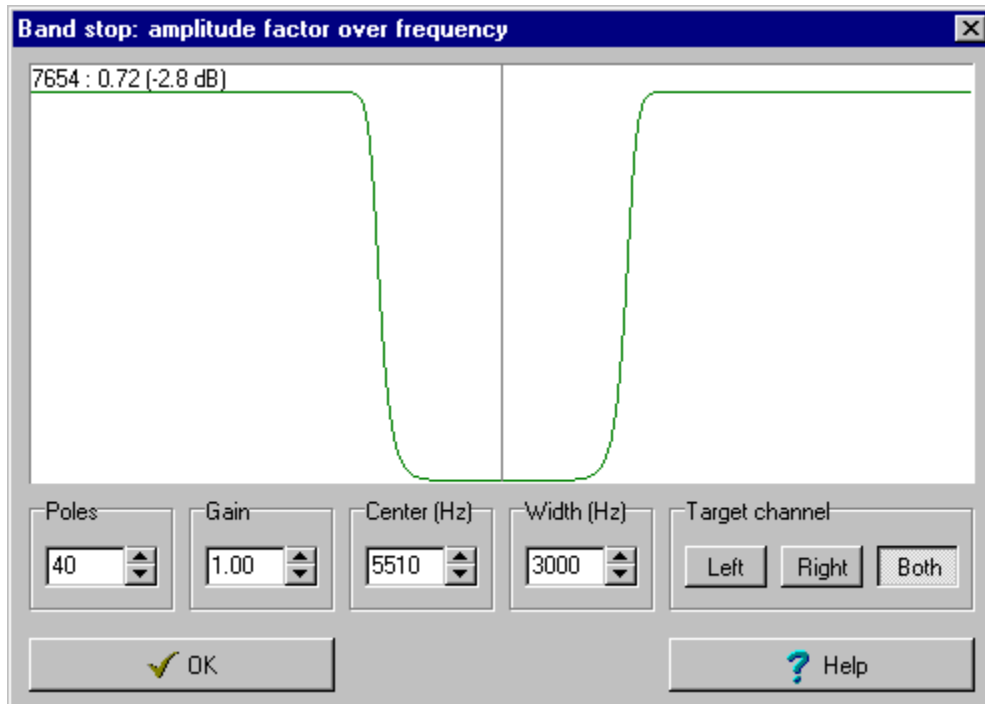 Band stop: amplitude factor over frequency
7654 : 0.72 (-2.8 dB)
Poles Gain Center (Hz) Width (Hz) Target channel
40 1.00 5510 3000 Left Right Both
OK ? Help